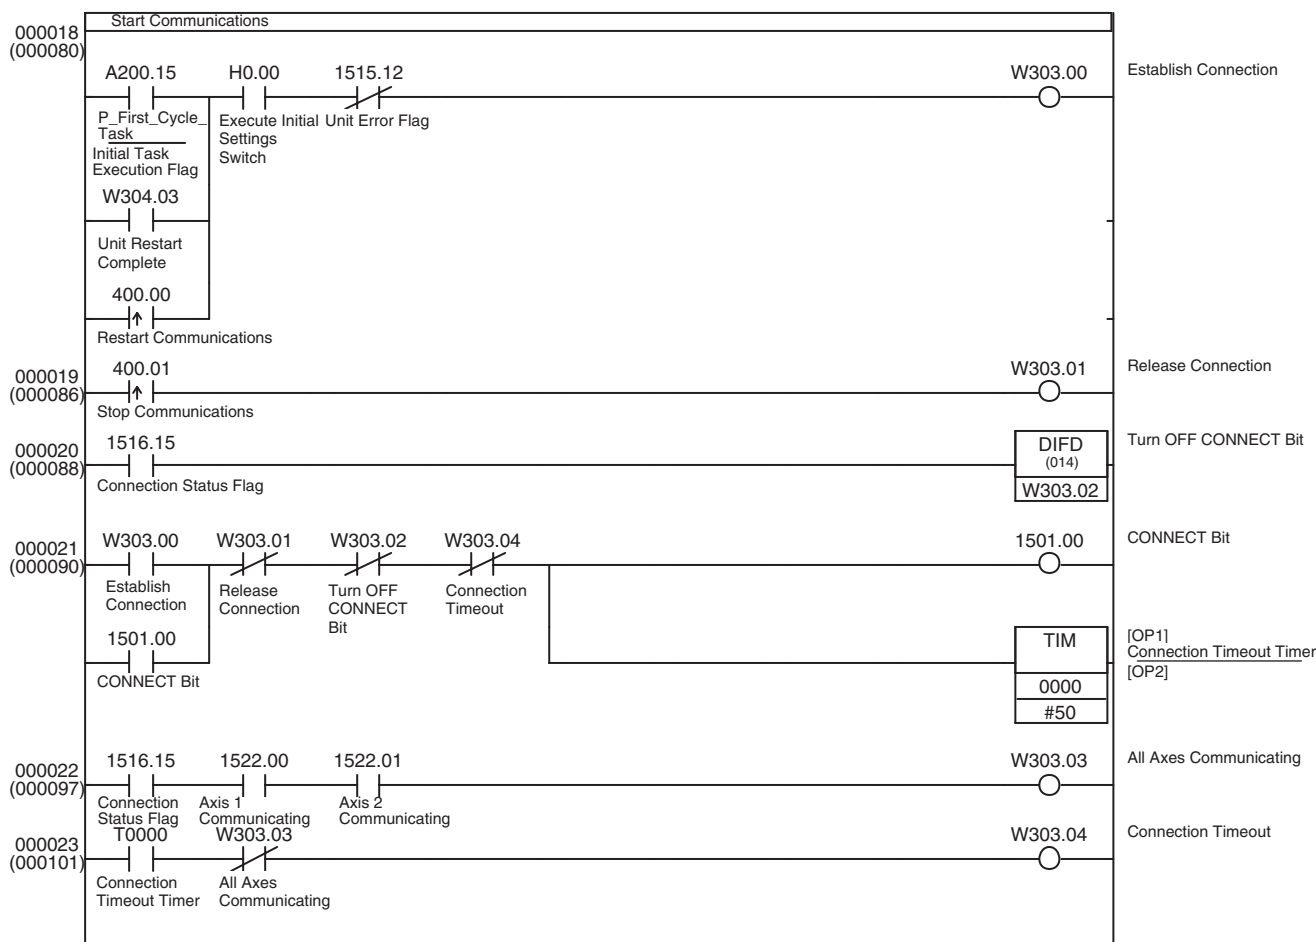 Start Communications
000018
(000080)
A200.15 H0.00 1515.12 W303.00 Establish Connection
P_First_Cycle_
Task
Initial Task
Execution Flag
Execute Initial
Settings
Switch
Unit Error Flag
W304.03
Unit Restart
Complete
400.00
Restart Communications
000019
(000086)
400.01 W303.01 Release Connection
Stop Communications
000020
(000088)
1516.15 DIFD Turn OFF CONNECT Bit
(014)
Connection Status Flag W303.02
000021
(000090)
W303.00 W303.01 W303.02 W303.04 1501.00 CONNECT Bit
Establish
Connection
Release
Connection
Turn OFF
CONNECT
Bit
Connection
Timeout
1501.00 TIM [OP1]
Connection Timeout Timer
[OP2]
CONNECT Bit
0000
#50
000022
(000097)
1516.15 1522.00 1522.01 W303.03 All Axes Communicating
Connection
Status Flag
Axis 1
Communicating
Axis 2
Communicating
000023
(000101)
T0000 W303.03 W303.04 Connection Timeout
Connection
Timeout Timer
All Axes
Communicating